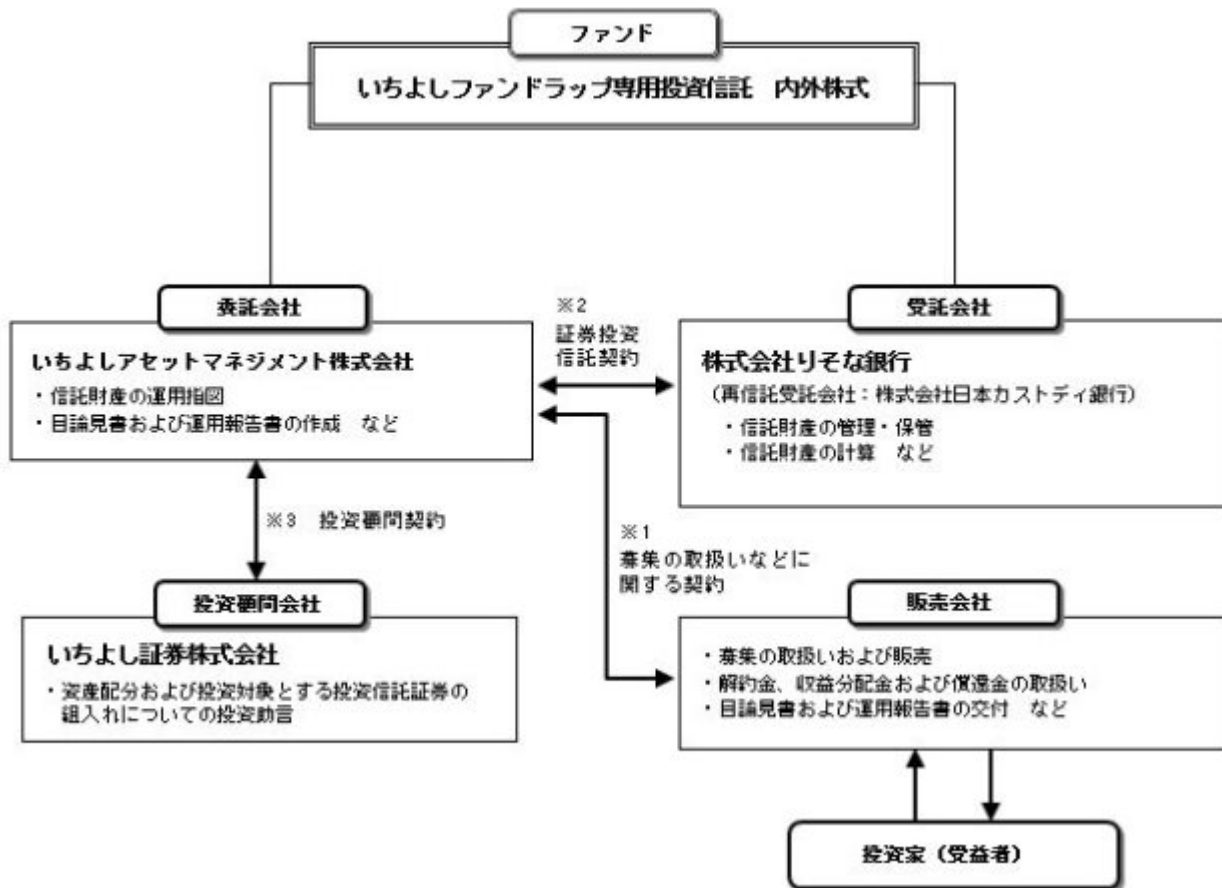 ファンド
いちよしファンドラップ専用投資信託　内外株式
委託会社
いちよしアセットマネジメント株式会社
・信託財産の運用指図
・目論見書および運用報告書の作成　など
※2
証券投資
信託契約
受託会社
株式会社りそな銀行
（再信託受託会社：株式会社日本カストディ銀行）
・信託財産の管理・保管
・信託財産の計算　など
※3　投資顧問契約
※1
募集の取扱いなどに
関する契約
投資顧問会社
いちよし証券株式会社
・資産配分および投資対象とする投資信託証券の
組入れについての投資助言
販売会社
・募集の取扱いおよび販売
・解約金、収益分配金および償還金の取扱い
・目論見書および運用報告書の交付　など
投資家（受益者）